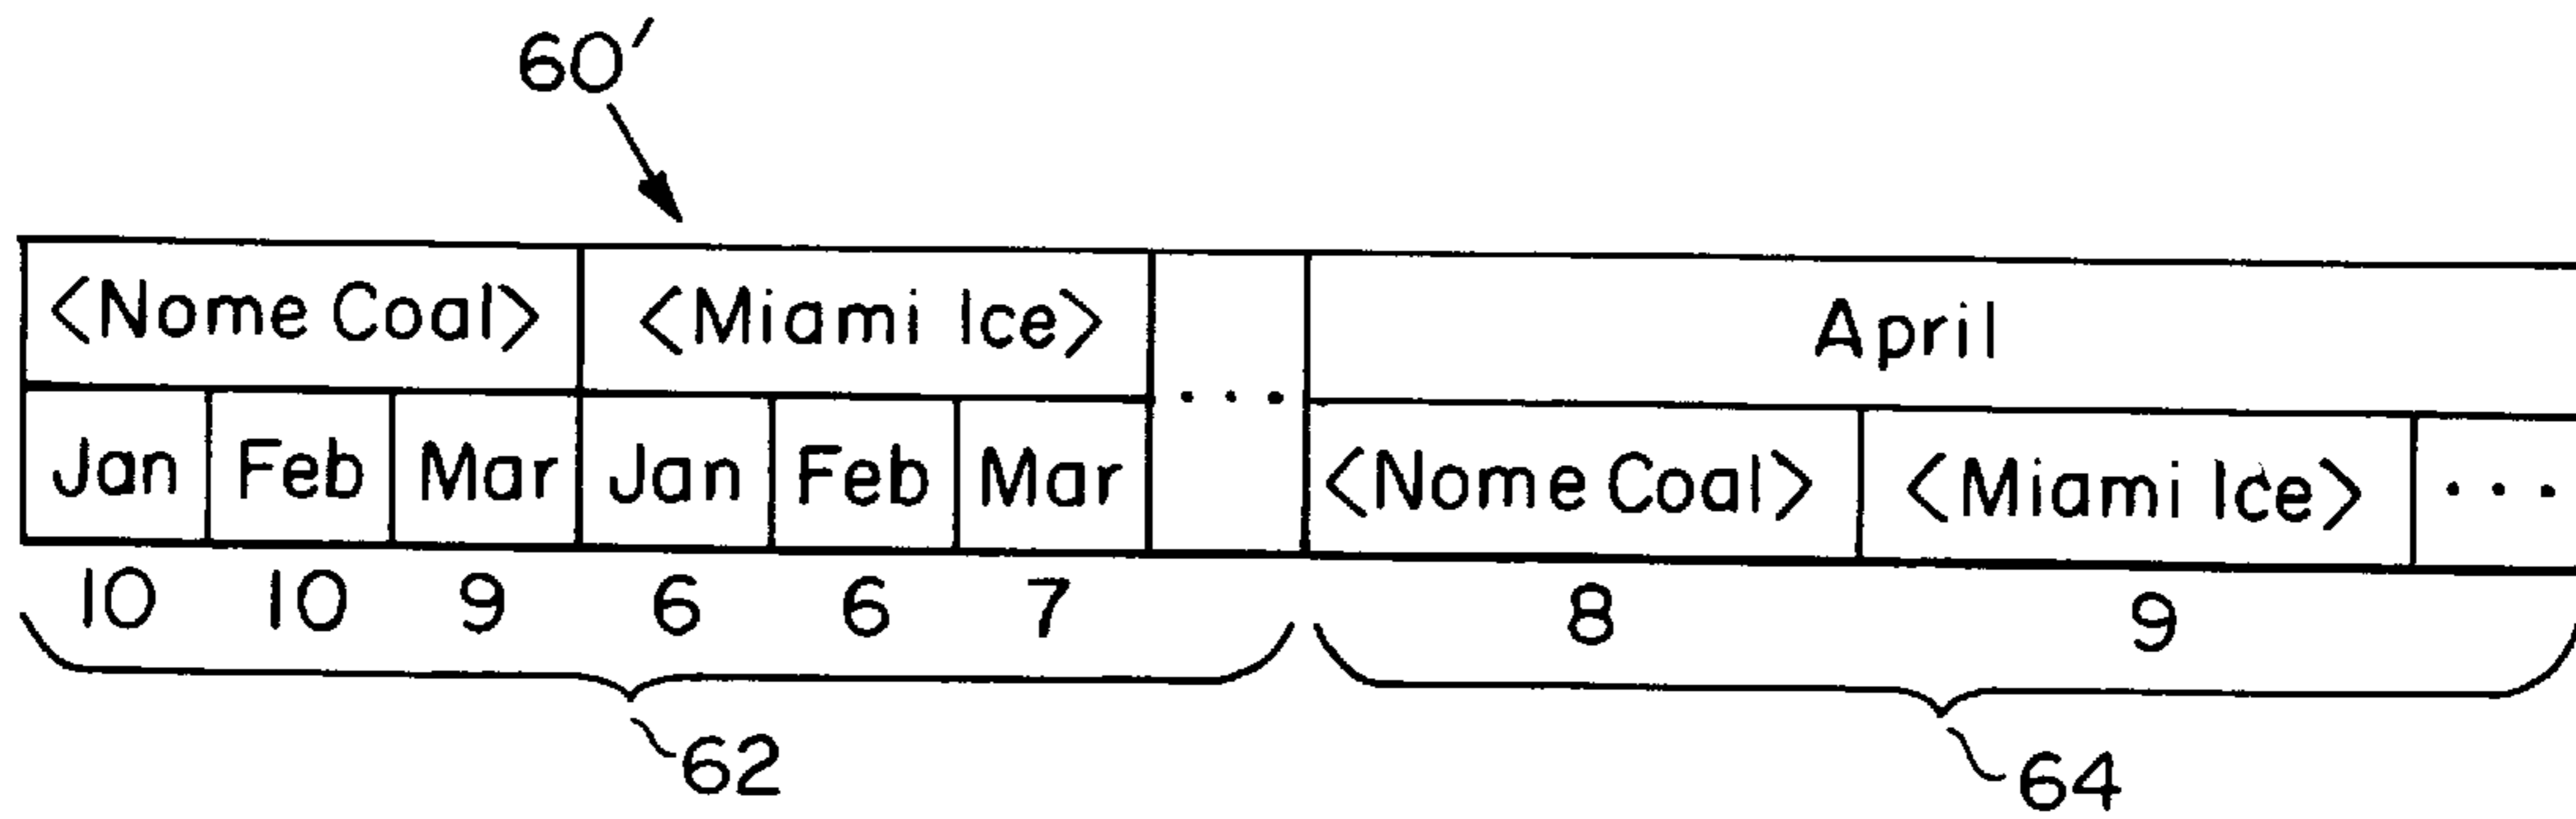 60′
<Nome Coal> <Miami Ice> April
Jan Feb Mar Jan Feb Mar ... <Nome Coal> <Miami Ice> ...
10 10 9 6 6 7 8 9
62 64